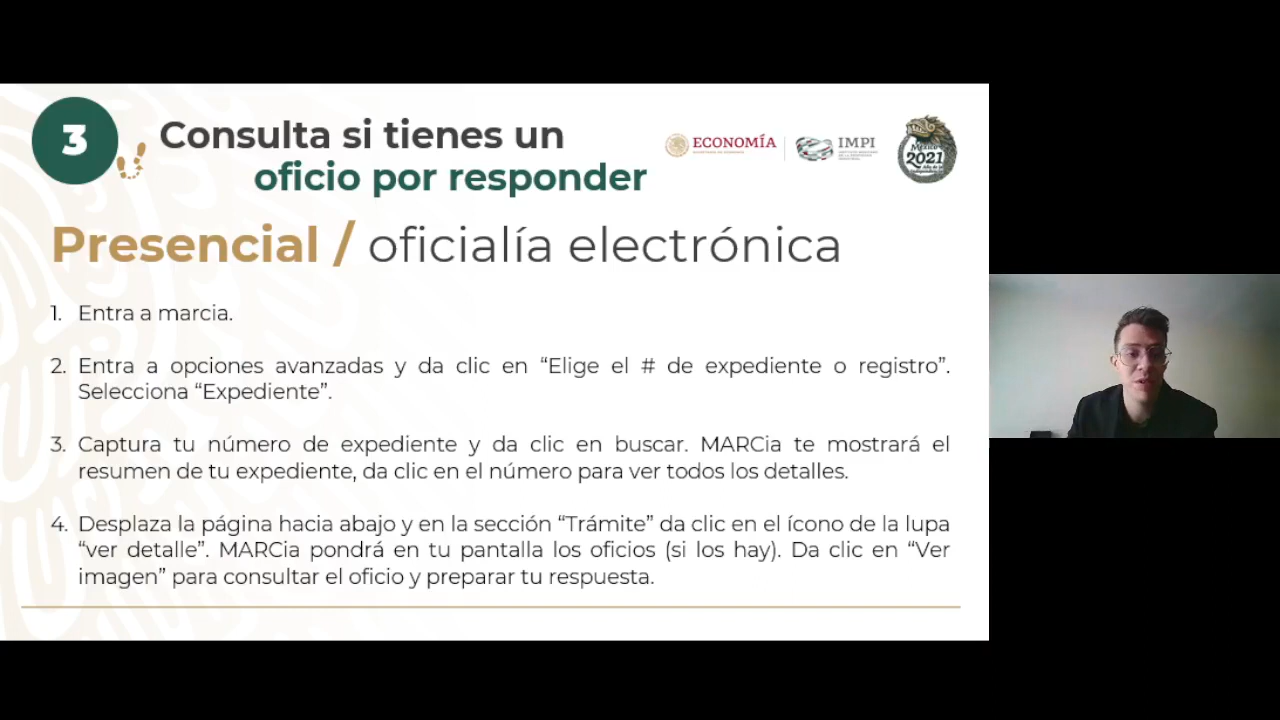 3
Consulta si tienes un
oficio por responder
ECONOMÍA
IMPI
México
2021
Presencial / oficialía electrónica
1. Entra a marcia.
2. Entra a opciones avanzadas y da clic en “Elige el # de expediente o registro”.
Selecciona “Expediente”.
3. Captura tu número de expediente y da clic en buscar. MARCia te mostrará el
resumen de tu expediente, da clic en el número para ver todos los detalles.
4. Desplaza la página hacia abajo y en la sección “Trámite” da clic en el ícono de la lupa
“ver detalle”. MARCia pondrá en tu pantalla los oficios (si los hay). Da clic en “Ver
imagen” para consultar el oficio y preparar tu respuesta.